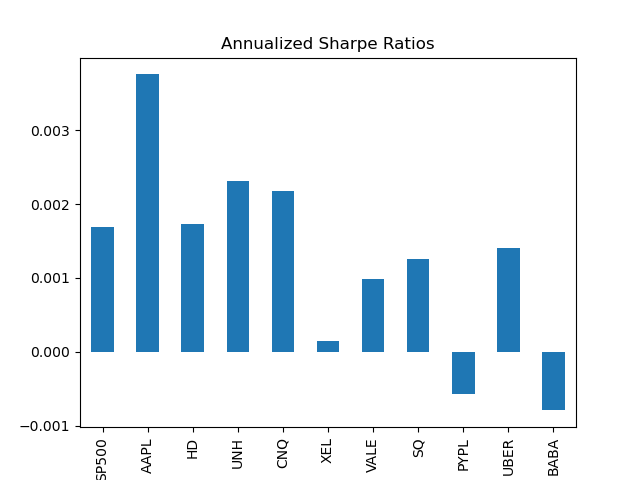 Annualized Sharpe Ratios
0.003
0.002
0.001
0.000
−0.001
SP500
AAPL
HD
UNH
CNQ
XEL
VALE
SQ
PYPL
UBER
BABA